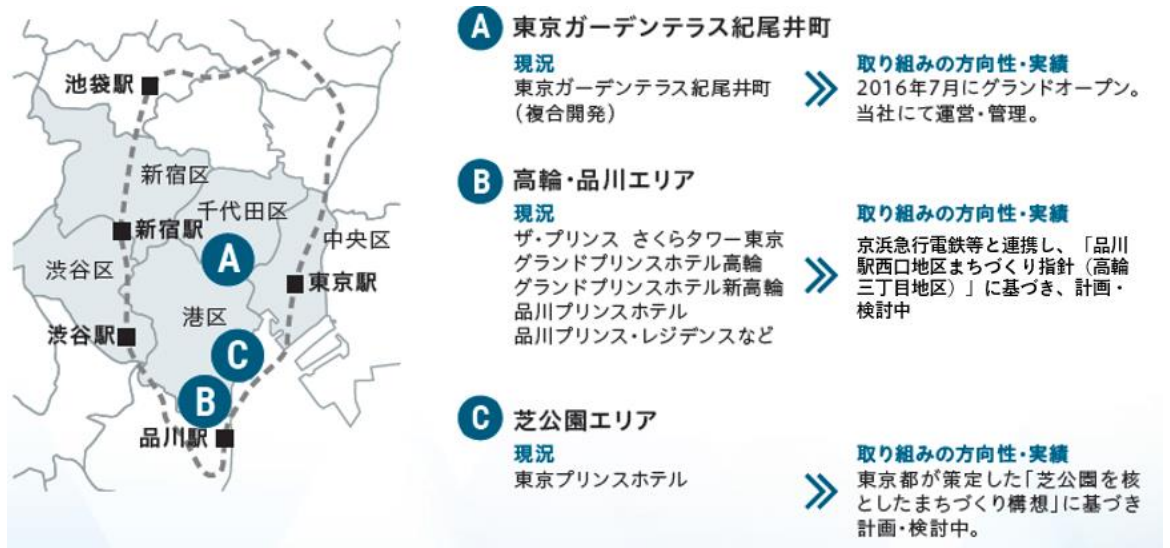 池袋駅
新宿区
千代田区
新宿駅
中央区
A
渋谷区
東京駅
港区
渋谷駅
C
B
品川駅
A 東京ガーデンテラス紀尾井町
現況
東京ガーデンテラス紀尾井町
(複合開発)
取り組みの方向性・実績
2016年7月にグランドオープン。
当社にて運営・管理。
B 高輪・品川エリア
現況
ザ・プリンス さくらタワー東京
グランドプリンスホテル高輪
グランドプリンスホテル新高輪
品川プリンスホテル
品川プリンス・レジデンスなど
取り組みの方向性・実績
京浜急行電鉄等と連携し、「品川
駅西口地区まちづくり指針（高輪
三丁目地区）」に基づき、計画・
検討中
C 芝公園エリア
現況
東京プリンスホテル
取り組みの方向性・実績
東京都が策定した「芝公園を核
としたまちづくり構想」に基づき
計画・検討中。